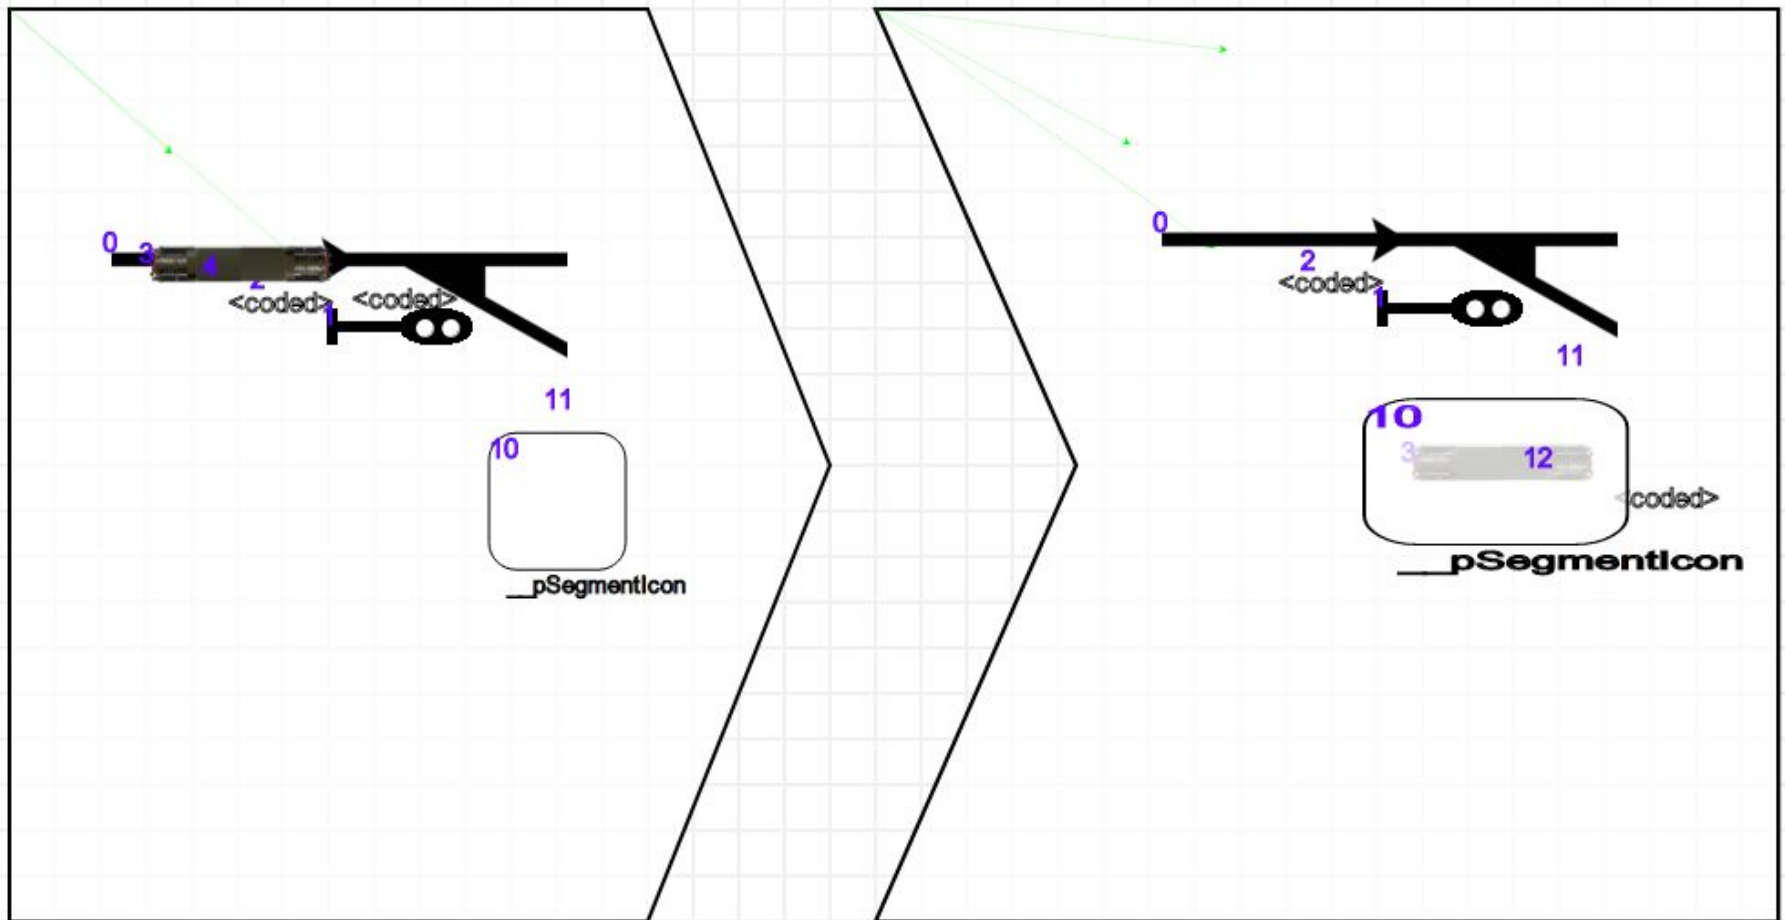 0
3
4
2
<coded>
<coded>
1
11
10
__pSegmentIcon
0
2
<coded>
1
11
10
3
12
<coded>
__pSegmentIcon